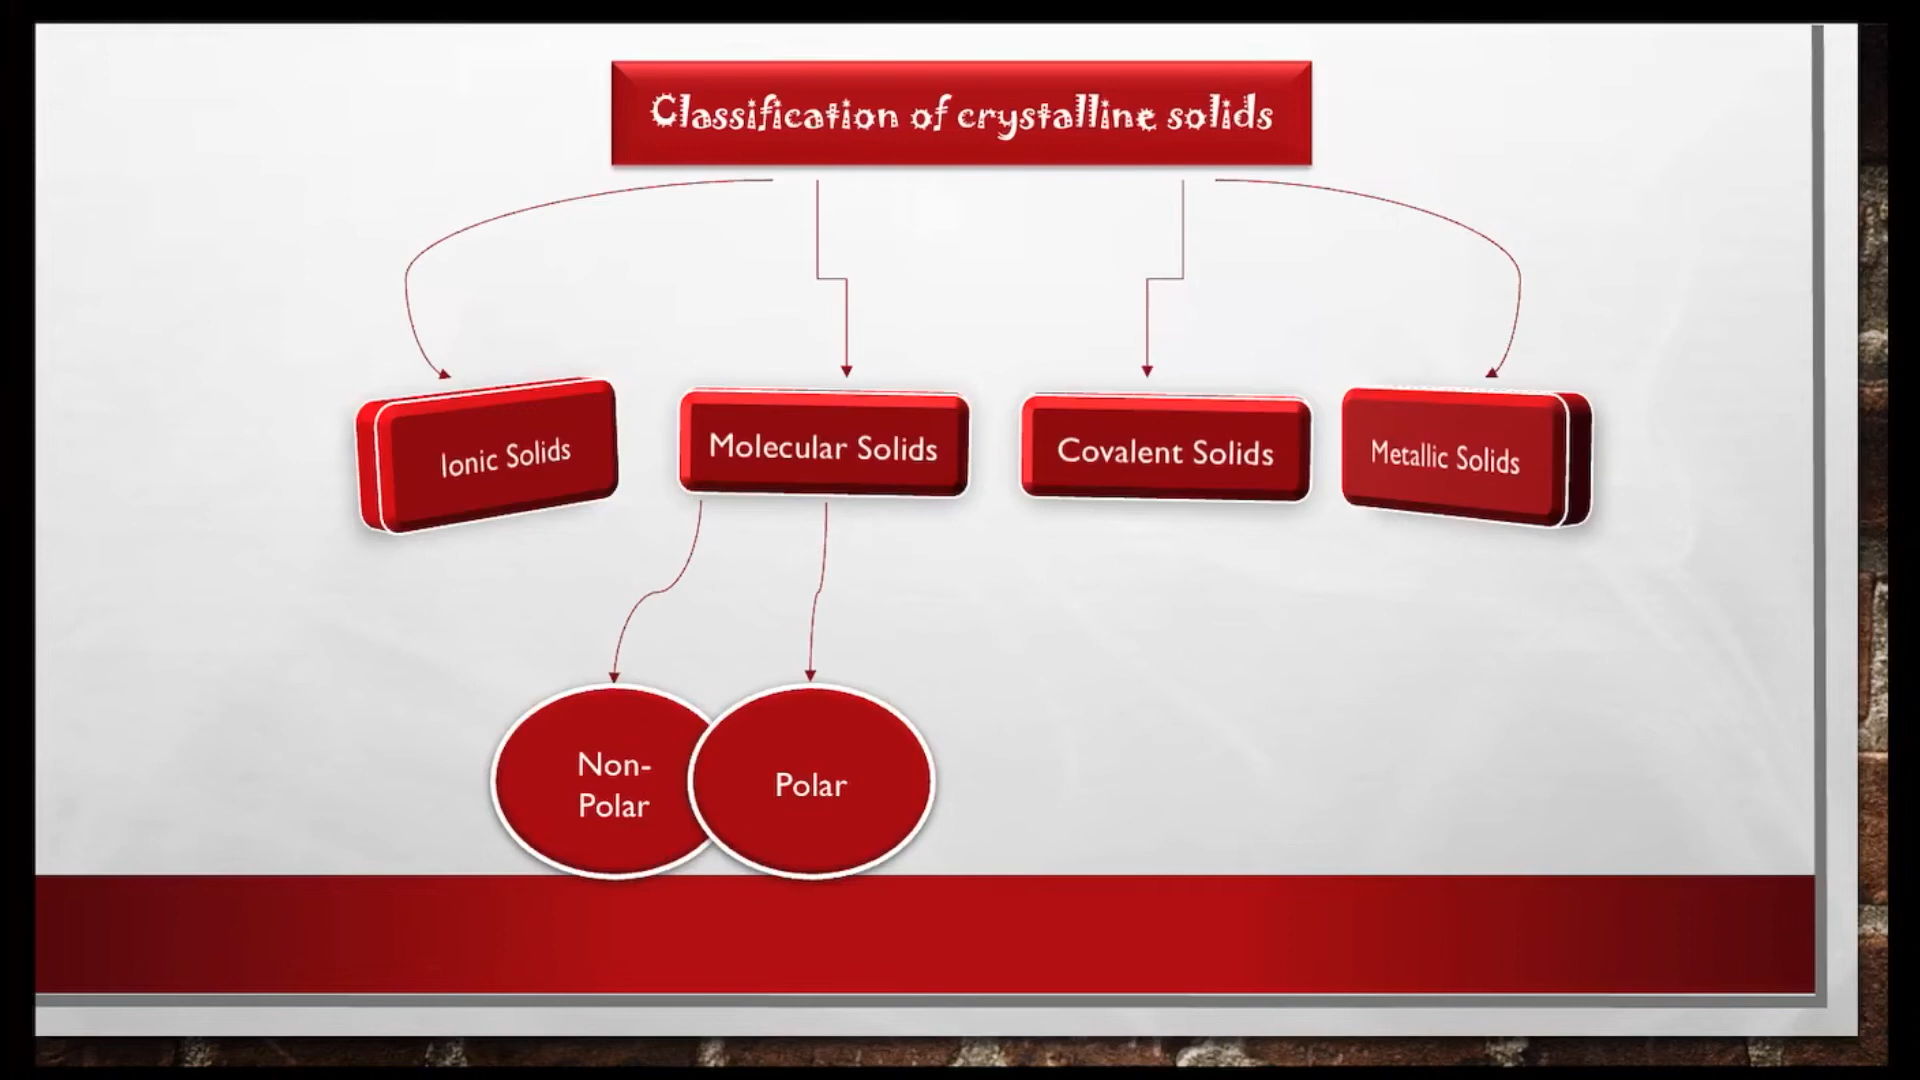 Classification of crystalline solids
Ionic Solids
Molecular Solids
Covalent Solids
Metallic Solids
Non-
Polar
Polar